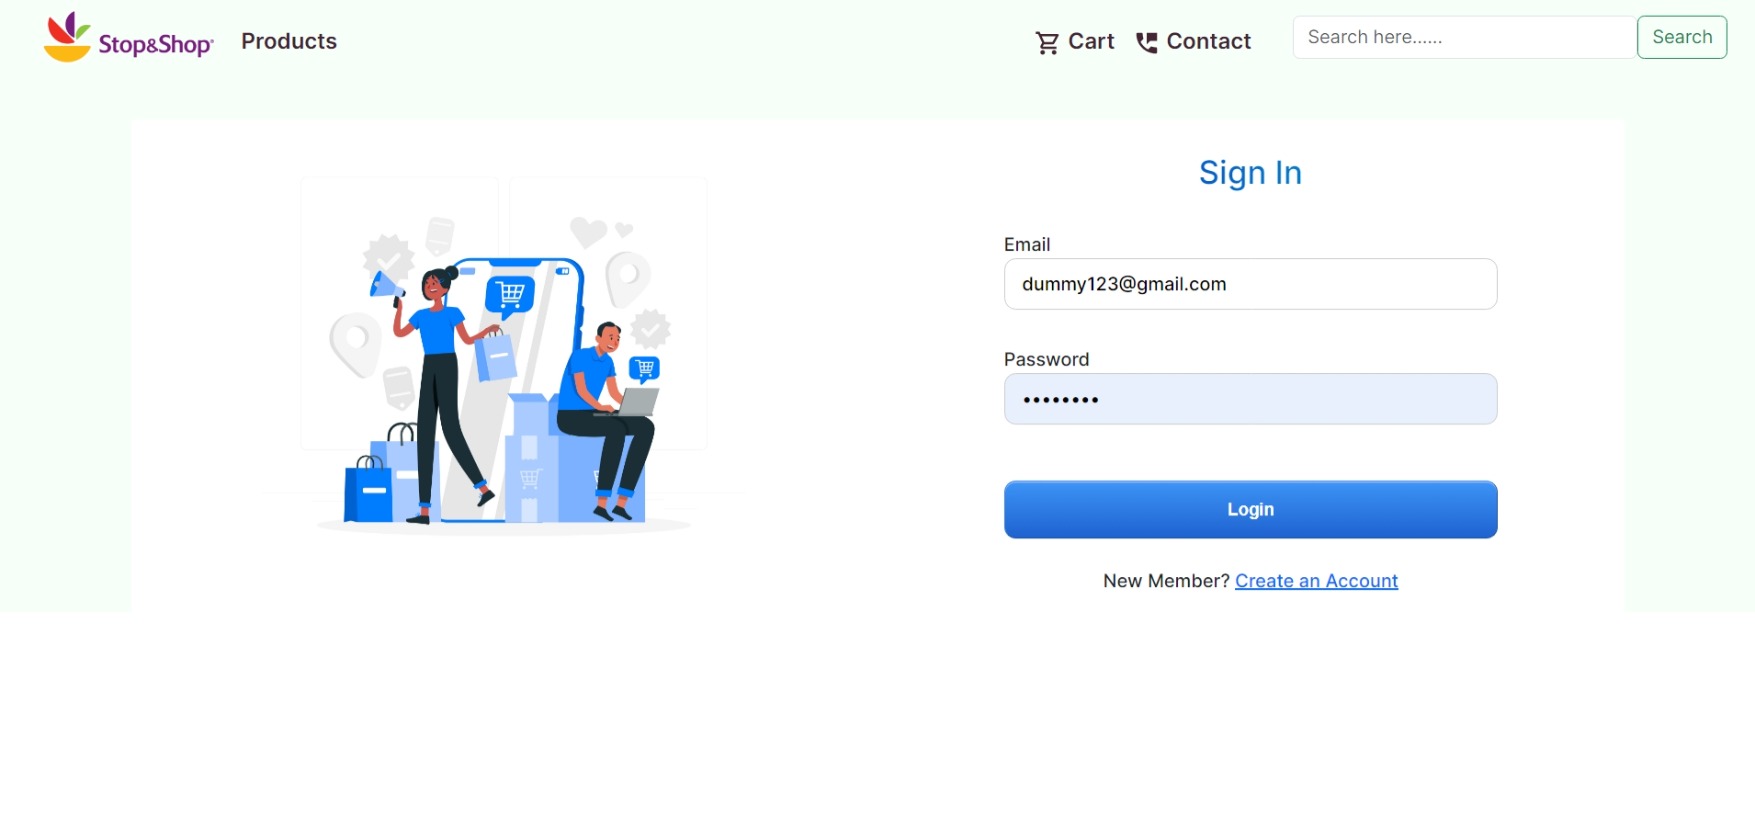 Stop&Shop Products Cart Contact Search here...... Search
Sign In
Email
dummy123@gmail.com
Password
••••••••
Login
New Member? Create an Account